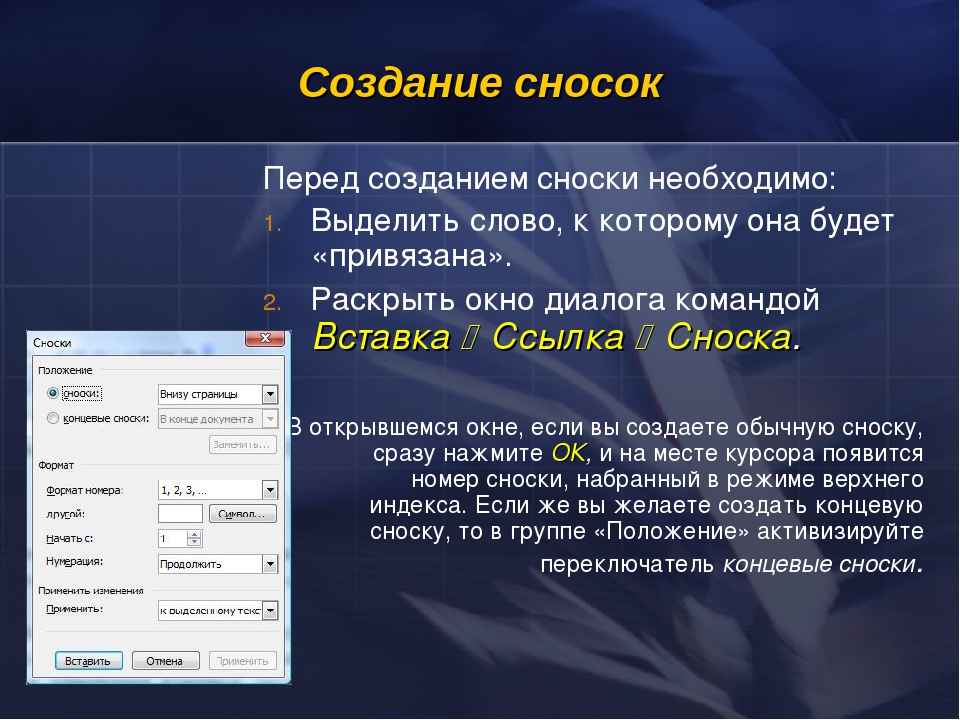 Создание сносок
Перед созданием сноски необходимо:
1. Выделить слово, к которому она будет
«привязана».
2. Раскрыть окно диалога командой
Вставка ▯ Ссылка ▯ Сноска.
В открывшемся окне, если вы создаете обычную сноску,
сразу нажмите ОК, и на месте курсора появится
номер сноски, набранный в режиме верхнего
индекса. Если же вы желаете создать концевую
сноску, то в группе «Положение» активизируйте
переключатель концевые сноски.
Сноски
Положение
сноски: Внизу страницы
концевые сноски: В конце документа
Заменить...
Формат
Формат номера: 1, 2, 3, ...
другой: Символ...
Начать с: 1
Нумерация: Продолжить
Применить изменения
Применить: к выделенному текс
Вставить Отмена Применить